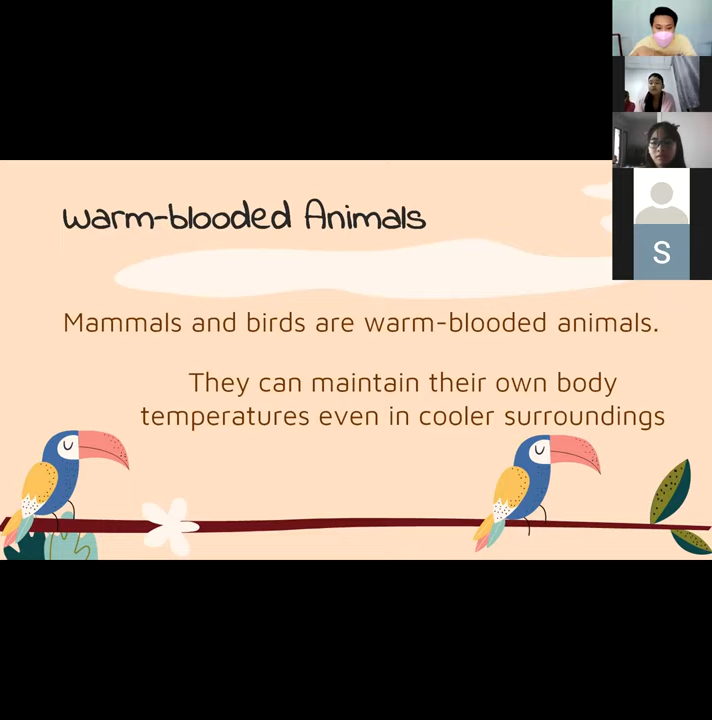 Warm-blooded Animals
S
Mammals and birds are warm-blooded animals.
They can maintain their own body
temperatures even in cooler surroundings